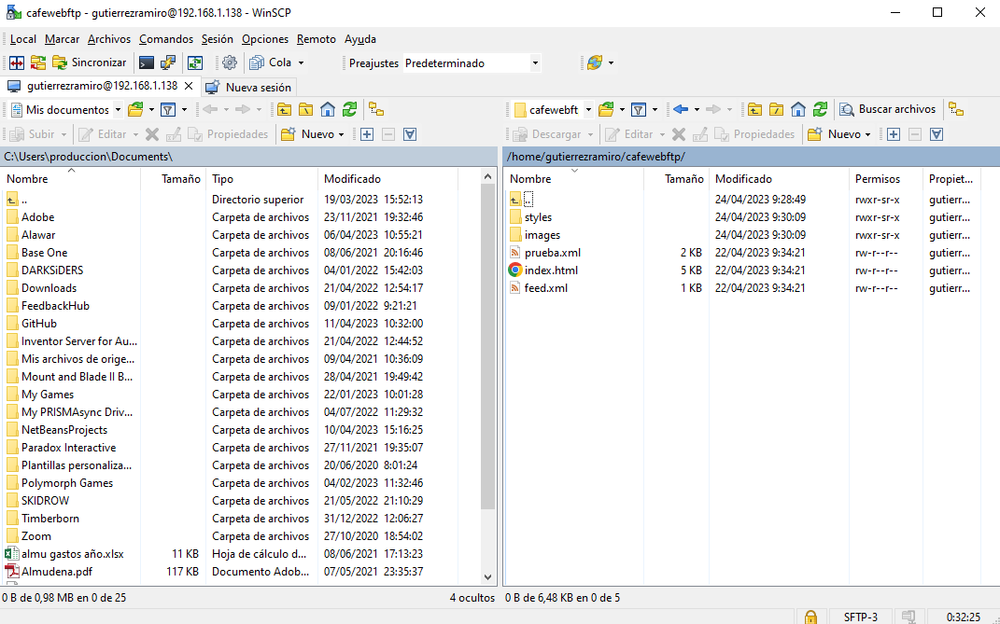 cafewebftp - gutierrezramiro@192.168.1.138 - WinSCP
Local Marcar Archivos Comandos Sesión Opciones Remoto Ayuda
Sincronizar Cola Preajustes Predeterminado
gutierrezramiro@192.168.1.138 Nueva sesión
Mis documentos cafewebft Buscar archivos
Subir Editar Propiedades Nuevo Descargar Editar Propiedades Nuevo
C:\Users\produccion\Documents\ /home/gutierrezramiro/cafewebftp/
Nombre Tamaño Tipo Modificado Nombre Tamaño Modificado Permisos Propiet...
.. Directorio superior 19/03/2023 15:52:13 .. 24/04/2023 9:28:49 rwxr-sr-x gutierr...
Adobe Carpeta de archivos 23/11/2021 19:32:46 styles 24/04/2023 9:30:09 rwxr-sr-x gutierr...
Alawar Carpeta de archivos 06/04/2023 10:55:21 images 24/04/2023 9:30:09 rwxr-sr-x gutierr...
Base One Carpeta de archivos 08/06/2021 20:16:46 prueba.xml 2 KB 22/04/2023 9:34:21 rw-r--r-- gutierr...
DARKSiDERS Carpeta de archivos 04/01/2022 15:42:03 index.html 5 KB 22/04/2023 9:34:21 rw-r--r-- gutierr...
Downloads Carpeta de archivos 21/04/2022 12:54:17 feed.xml 1 KB 22/04/2023 9:34:21 rw-r--r-- gutierr...
FeedbackHub Carpeta de archivos 09/01/2022 9:21:21
GitHub Carpeta de archivos 11/04/2023 10:32:00
Inventor Server for Au... Carpeta de archivos 21/04/2022 12:44:52
Mis archivos de orige... Carpeta de archivos 09/04/2021 10:36:09
Mount and Blade II B... Carpeta de archivos 28/04/2021 19:49:42
My Games Carpeta de archivos 22/01/2023 10:01:28
My PRISMAsync Driv... Carpeta de archivos 04/07/2022 11:29:32
NetBeansProjects Carpeta de archivos 10/04/2023 15:16:25
Paradox Interactive Carpeta de archivos 27/11/2021 19:35:07
Plantillas personaliza... Carpeta de archivos 20/06/2020 8:01:24
Polymorph Games Carpeta de archivos 04/02/2023 11:32:46
SKIDROW Carpeta de archivos 21/05/2022 21:10:29
Timberborn Carpeta de archivos 31/12/2022 12:06:27
Zoom Carpeta de archivos 27/10/2020 18:54:02
almu gastos año.xlsx 11 KB Hoja de cálculo d... 08/06/2021 17:13:23
Almudena.pdf 117 KB Documento Adob... 07/05/2021 23:35:37
0 B de 0,98 MB en 0 de 25 4 ocultos 0 B de 6,48 KB en 0 de 5
SFTP-3 0:32:25